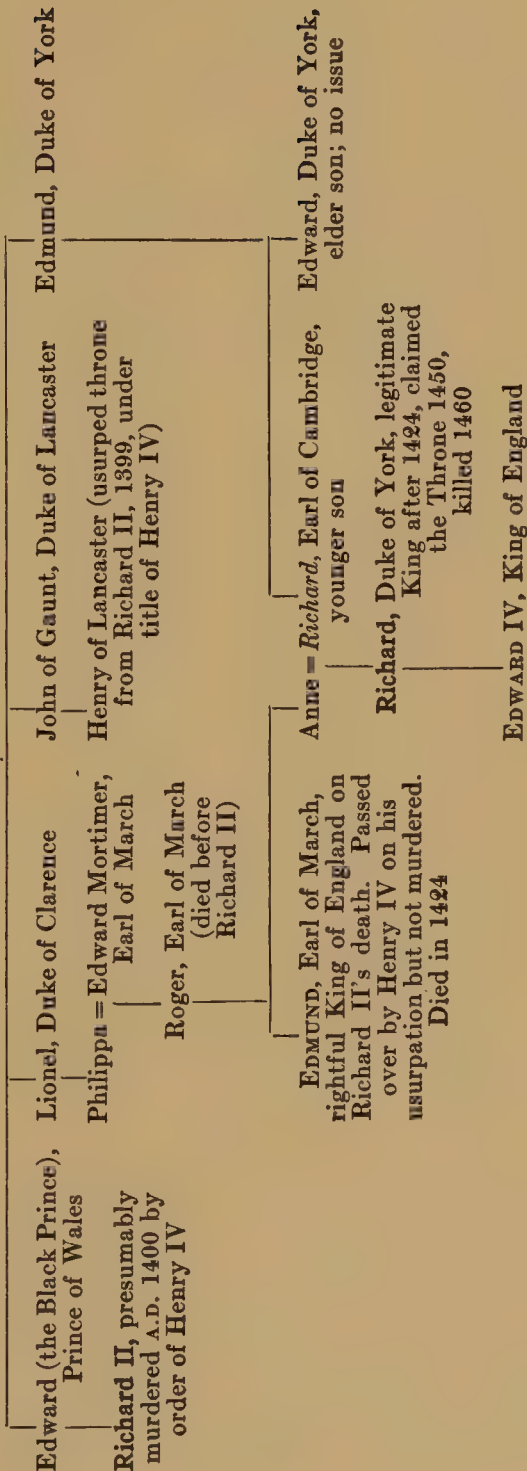 Edward (the Black Prince),
Prince of Wales
Richard II, presumably
murdered A.D. 1400 by
order of Henry IV
Lionel, Duke of Clarence
Philippa = Edward Mortimer,
Earl of March
Roger, Earl of March
(died before
Richard II)
EDMUND, Earl of March,
rightful King of England on
Richard II's death. Passed
over by Henry IV on his
usurpation but not murdered.
Died in 1424
John of Gaunt, Duke of Lancaster
Henry of Lancaster (usurped throne
from Richard II, 1399, under
title of Henry IV)
Edmund, Duke of York
Anne = Richard, Earl of Cambridge,
younger son
Edward, Duke of York,
elder son; no issue
Richard, Duke of York, legitimate
King after 1424, claimed
the Throne 1450,
killed 1460
EDWARD IV, King of England